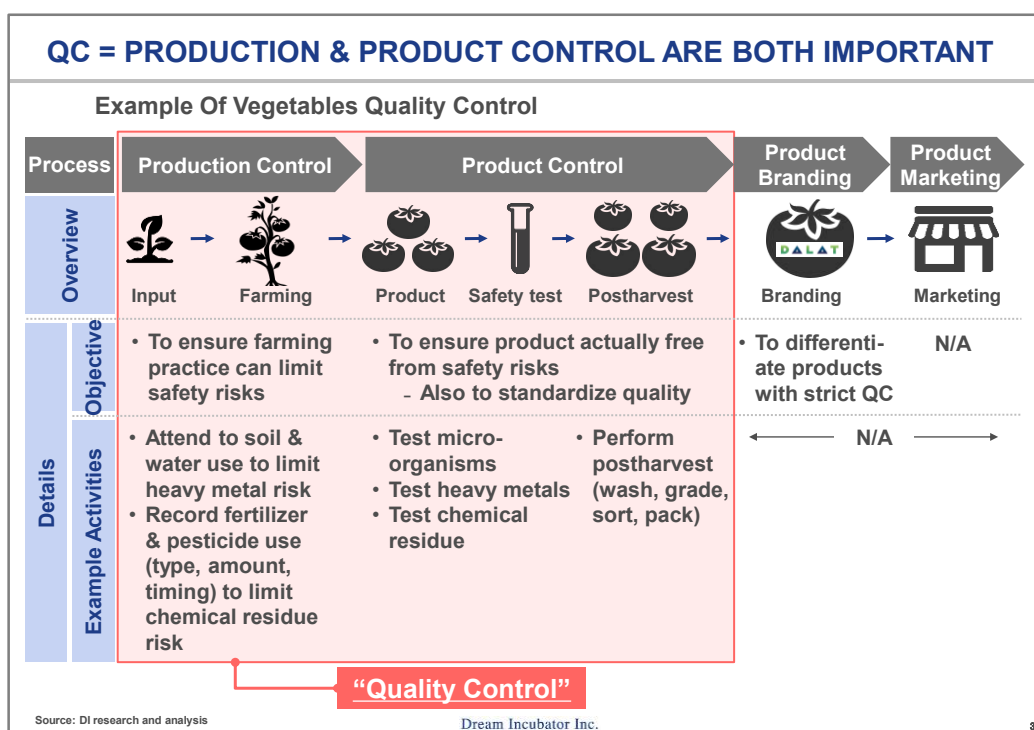 QC = PRODUCTION & PRODUCT CONTROL ARE BOTH IMPORTANT
Example Of Vegetables Quality Control
Process
Production Control
Product Control
Product
Branding
Product
Marketing
Overview
Input
Farming
Product
Safety test
Postharvest
DALAT
Branding
Marketing
Details
Objective
• To ensure farming
practice can limit
safety risks
• To ensure product actually free
from safety risks
- Also to standardize quality
• To differenti-
ate products
with strict QC
N/A
Example Activities
• Attend to soil &
water use to limit
heavy metal risk
• Record fertilizer
& pesticide use
(type, amount,
timing) to limit
chemical residue
risk
• Test micro-
organisms
• Test heavy metals
• Test chemical
residue
• Perform
postharvest
(wash, grade,
sort, pack)
N/A
“Quality Control”
Source: DI research and analysis
Dream Incubator Inc.
3